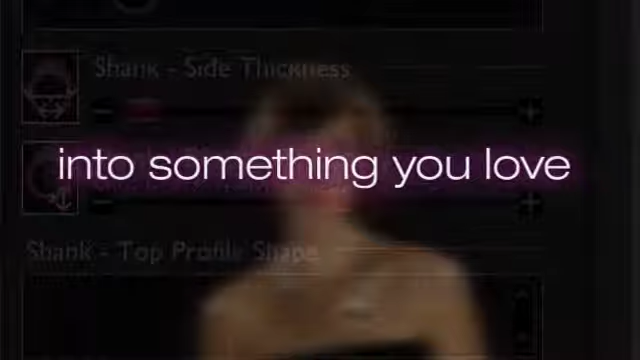 Shank - Side Thickness
into something you love
Shank - Top Profile Shape